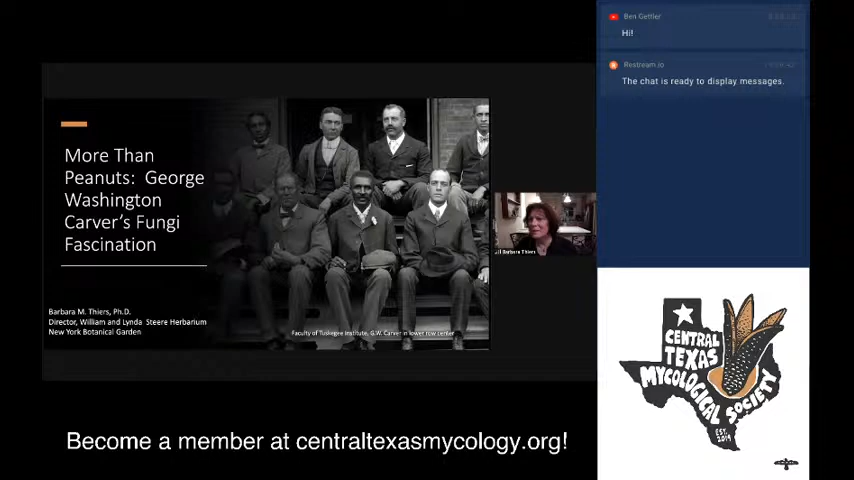 More Than
Peanuts: George
Washington
Carver's Fungi
Fascination
Barbara M. Thiers, Ph.D.
Director, William and Lynda Steere Herbarium
New York Botanical Garden
Faculty of Tuskegee Institute, G.W. Carver in lower row center
Barbara Thiers
Ben Gettler
Hi!
Restream.io
The chat is ready to display messages.
CENTRAL
TEXAS
MYCOLOGICAL
SOCIETY
EST.
2019
Become a member at centraltexasmycology.org!